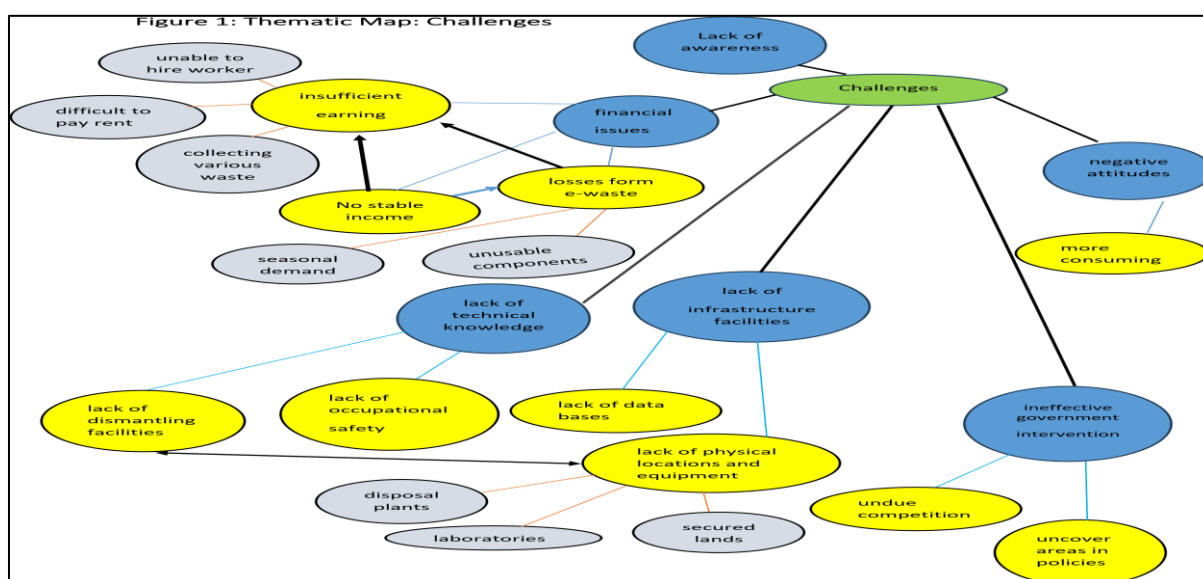 Figure 1: Thematic Map: Challenges
Lack of
awareness
Challenges
unable to
hire worker
insufficient
earning
difficult to
pay rent
collecting
various
waste
financial
issues
negative
attitudes
losses form
e-waste
No stable
income
more
consuming
seasonal
demand
unusable
components
lack of
technical
knowledge
lack of
infrastructure
facilities
lack of
dismantling
facilities
lack of
occupational
safety
lack of data
bases
ineffective
government
intervention
lack of physical
locations and
equipment
disposal
plants
laboratories
secured
lands
undue
competition
uncover
areas in
policies